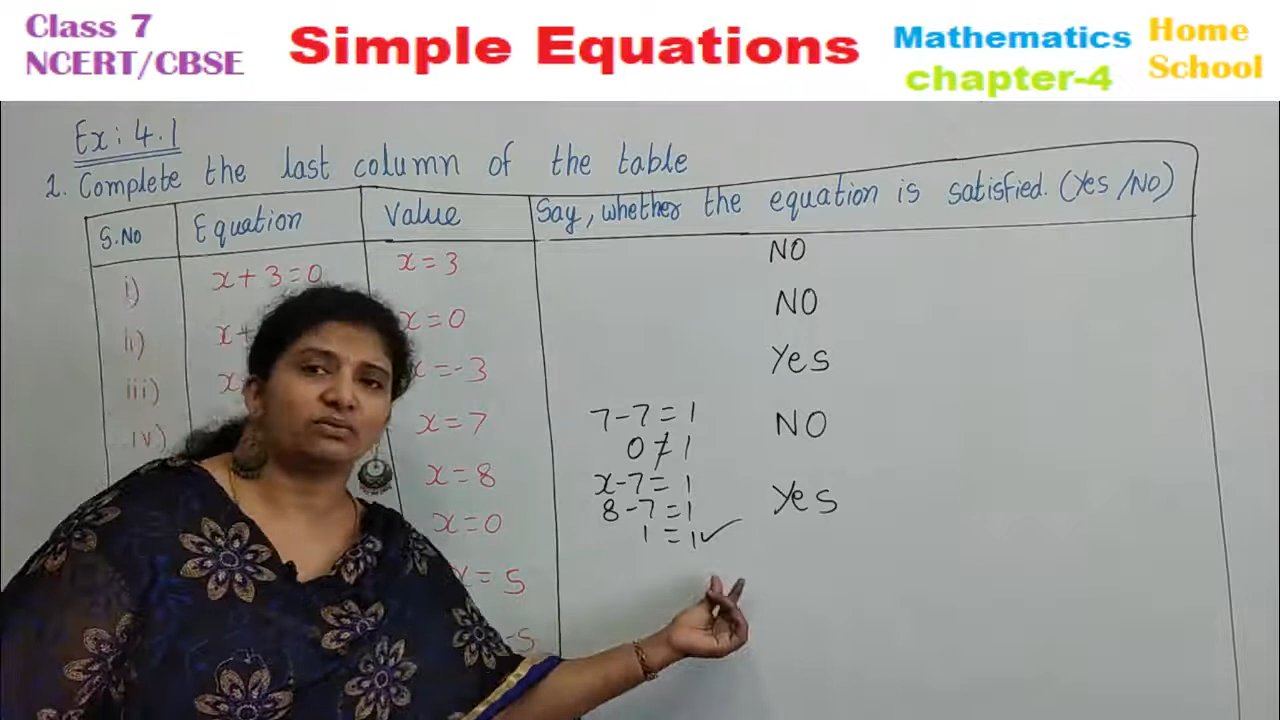 Class 7
NCERT/CBSE
Simple Equations
Mathematics
chapter-4
Home
School
Ex: 4.1
1. Complete the last column of the table
S.No Equation Value Say, whether the equation is satisfied. (Yes/No)
i) x + 3 = 0 x = 3 NO
ii) x + x = 0 NO
iii) x x = -3 Yes
iv) x = 7 7 - 7 = 1 NO
0 ≠ 1
x = 8 x - 7 = 1
8 - 7 = 1 Yes
x = 0 1 = 1 ✓
x = 5
-5